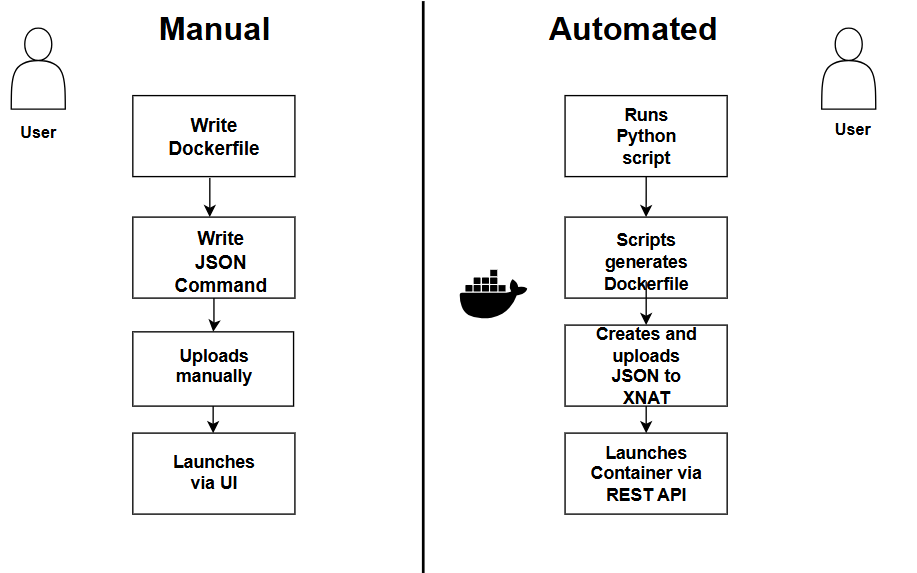 Manual
User
Write
Dockerfile
Write
JSON
Command
Uploads
manually
Launches
via UI
Automated
User
Runs
Python
script
Scripts
generates
Dockerfile
Creates and
uploads
JSON to
XNAT
Launches
Container via
REST API